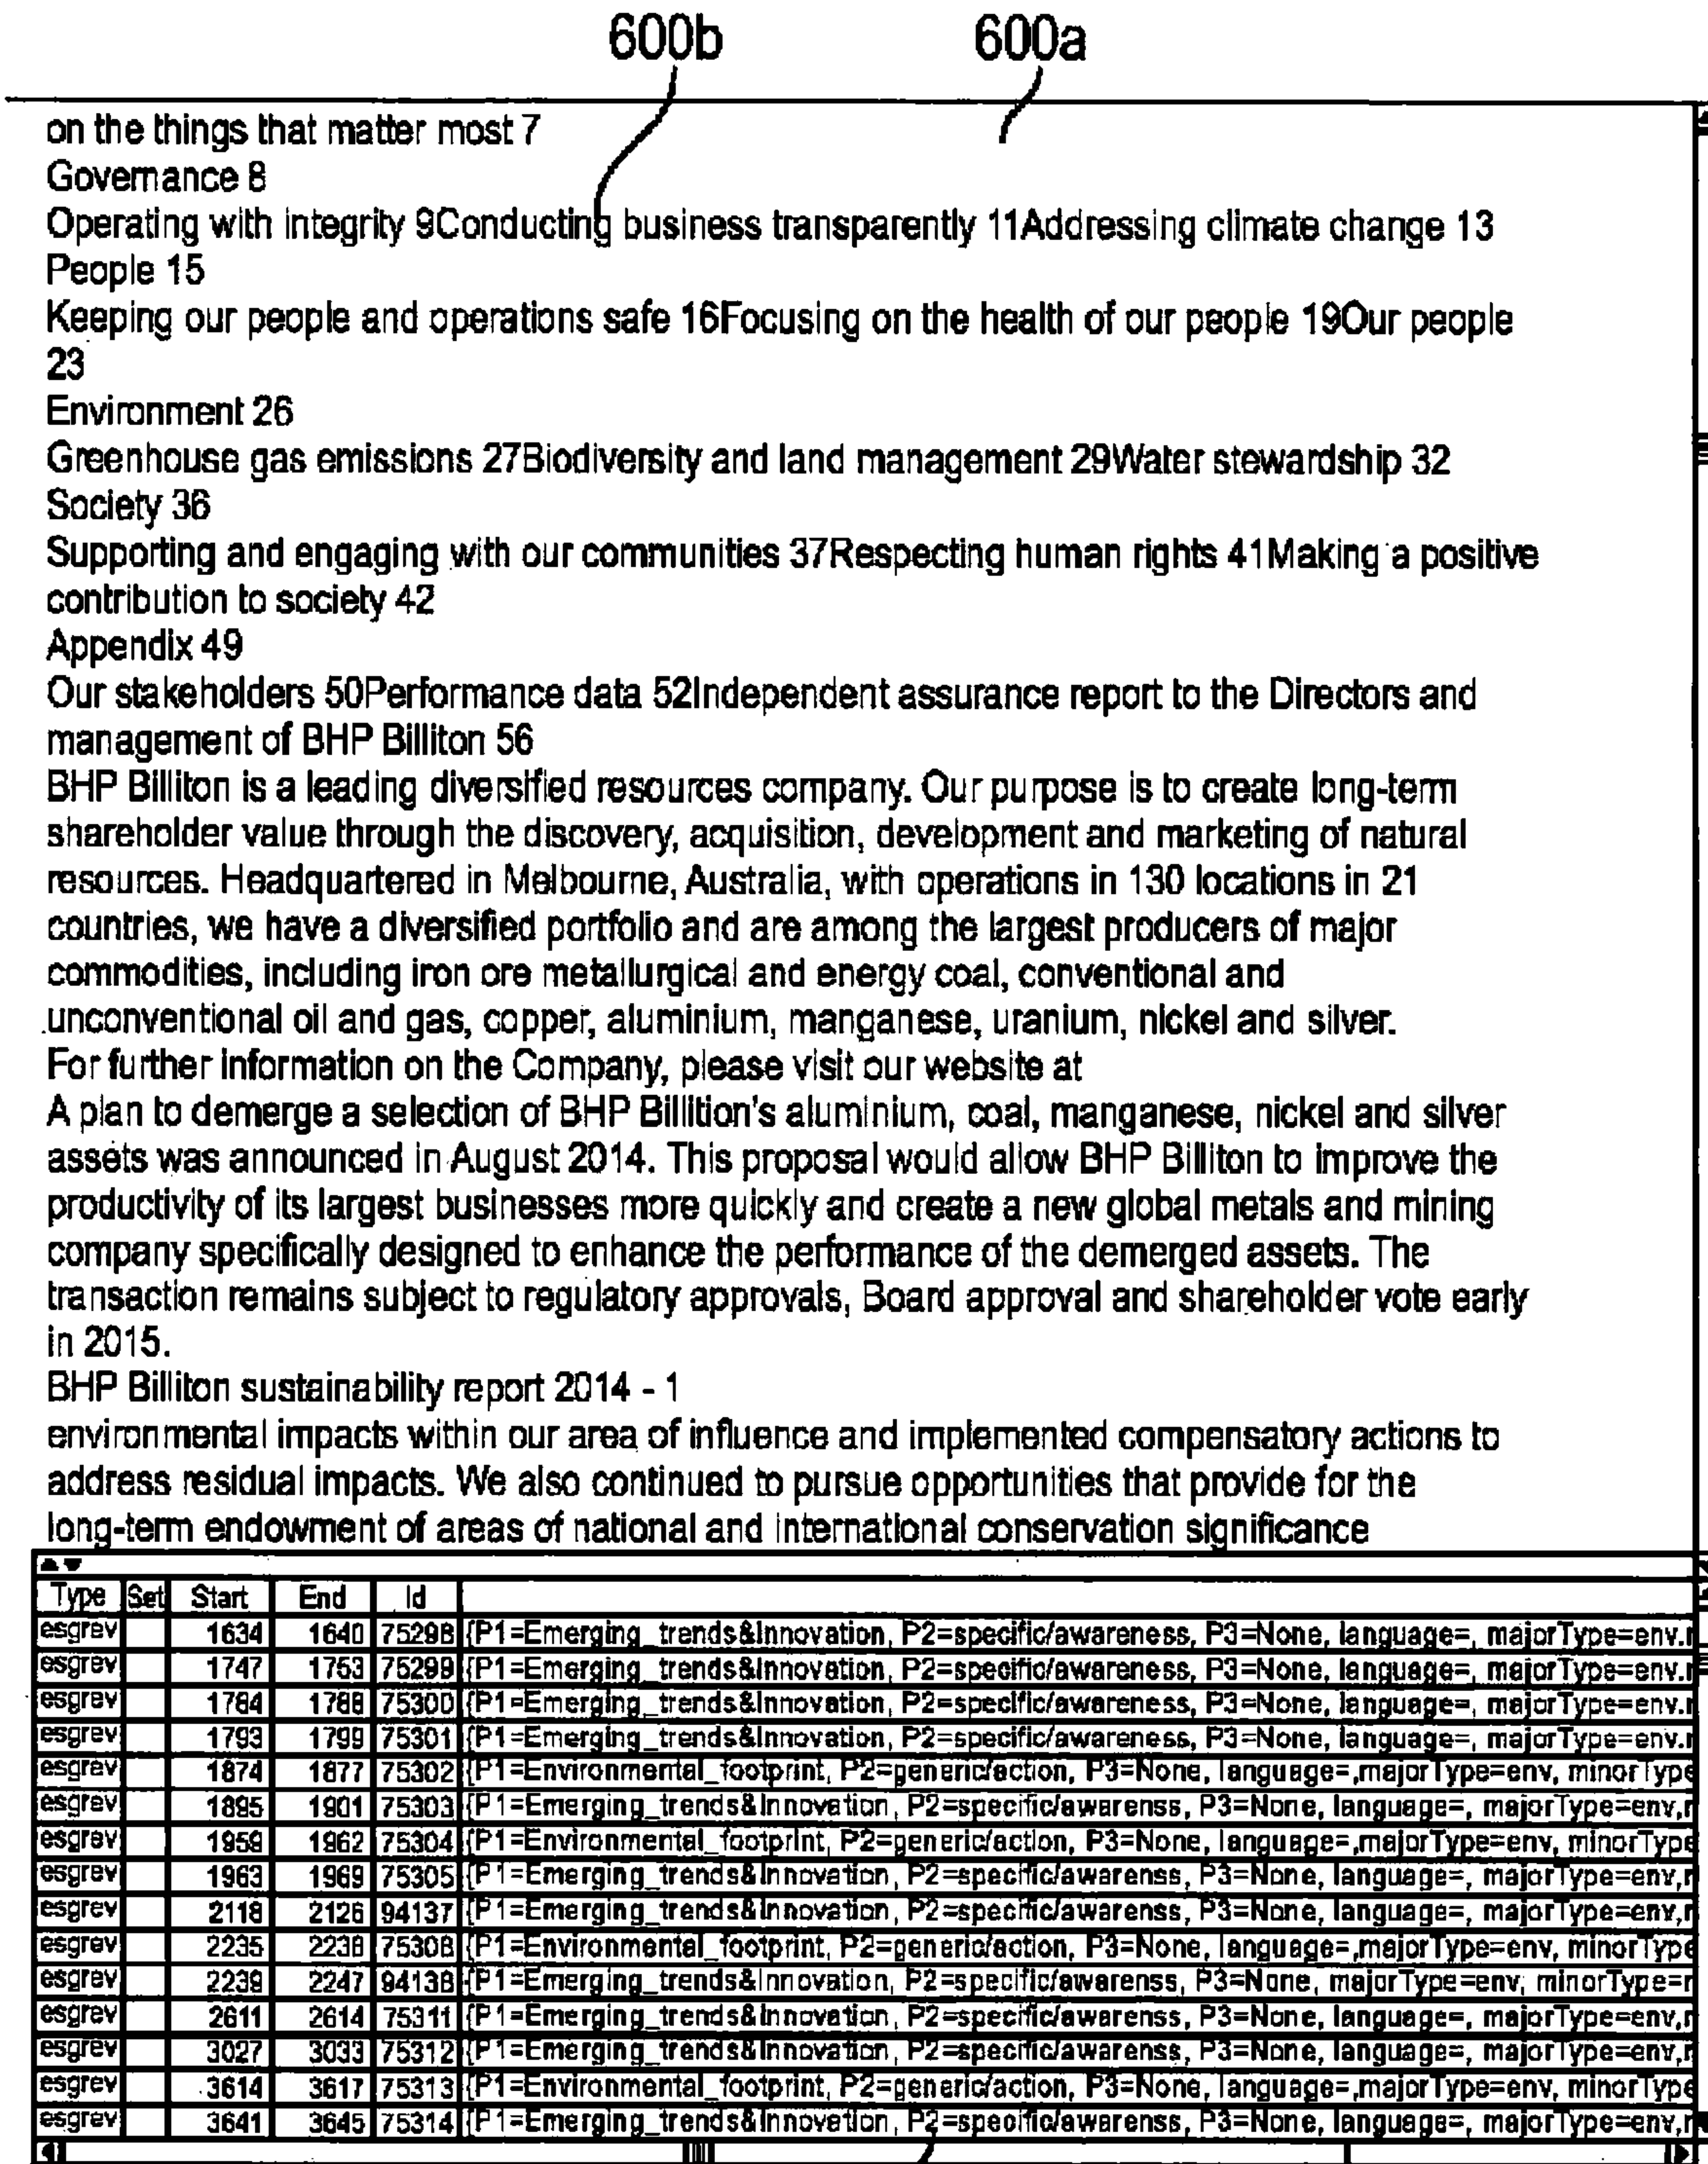 600b 600a
on the things that matter most 7
Governance 8
Operating with integrity 9Conducting business transparently 11Addressing climate change 13
People 15
Keeping our people and operations safe 16Focusing on the health of our people 19Our people
23
Environment 26
Greenhouse gas emissions 27Biodiversity and land management 29Water stewardship 32
Society 36
Supporting and engaging with our communities 37Respecting human rights 41Making a positive
contribution to society 42
Appendix 49
Our stakeholders 50Performance data 52Independent assurance report to the Directors and
management of BHP Billiton 56
BHP Billiton is a leading diversified resources company. Our purpose is to create long-term
shareholder value through the discovery, acquisition, development and marketing of natural
resources. Headquartered in Melbourne, Australia, with operations in 130 locations in 21
countries, we have a diversified portfolio and are among the largest producers of major
commodities, including iron ore metallurgical and energy coal, conventional and
unconventional oil and gas, copper, aluminium, manganese, uranium, nickel and silver.
For further information on the Company, please visit our website at
A plan to demerge a selection of BHP Billition's aluminium, coal, manganese, nickel and silver
assets was announced in August 2014. This proposal would allow BHP Billiton to improve the
productivity of its largest businesses more quickly and create a new global metals and mining
company specifically designed to enhance the performance of the demerged assets. The
transaction remains subject to regulatory approvals, Board approval and shareholder vote early
in 2015.
BHP Billiton sustainability report 2014 - 1
environmental impacts within our area of influence and implemented compensatory actions to
address residual impacts. We also continued to pursue opportunities that provide for the
long-term endowment of areas of national and international conservation significance
Type Set Start End Id
esgrev 1634 1640 75298 {P1=Emerging_trends&Innovation, P2=specific/awareness, P3=None, language=, majorType=env.
esgrev 1747 1753 75299 {P1=Emerging_trends&Innovation, P2=specific/awareness, P3=None, language=, majorType=env.
esgrev 1784 1788 75300 {P1=Emerging_trends&Innovation, P2=specific/awareness, P3=None, language=, majorType=env.
esgrev 1793 1799 75301 {P1=Emerging_trends&Innovation, P2=specific/awareness, P3=None, language=, majorType=env.
esgrev 1874 1877 75302 {P1=Environmental_footprint, P2=generic/action, P3=None, language=,majorType=env, minorType
esgrev 1895 1901 75303 {P1=Emerging_trends&Innovation, P2=specific/awarenss, P3=None, language=, majorType=env,
esgrev 1959 1962 75304 {P1=Environmental_footprint, P2=generic/action, P3=None, language=,majorType=env, minorType
esgrev 1963 1969 75305 {P1=Emerging_trends&Innovation, P2=specific/awarenss, P3=None, language=, majorType=env,
esgrev 2118 2126 94137 {P1=Emerging_trends&Innovation, P2=specific/awarenss, P3=None, language=, majorType=env,
esgrev 2235 2238 75308 {P1=Environmental_footprint, P2=generic/action, P3=None, language=,majorType=env, minorType
esgrev 2239 2247 94138 {P1=Emerging_trends&Innovation, P2=specific/awarenss, P3=None, majorType=env, minorType=
esgrev 2611 2614 75311 {P1=Emerging_trends&Innovation, P2=specific/awarenss, P3=None, language=, majorType=env,
esgrev 3027 3033 75312 {P1=Emerging_trends&Innovation, P2=specific/awarenss, P3=None, language=, majorType=env,
esgrev 3614 3617 75313 {P1=Environmental_footprint, P2=generic/action, P3=None, language=,majorType=env, minorType
esgrev 3641 3645 75314 {P1=Emerging_trends&Innovation, P2=specific/awarenss, P3=None, language=, majorType=env,